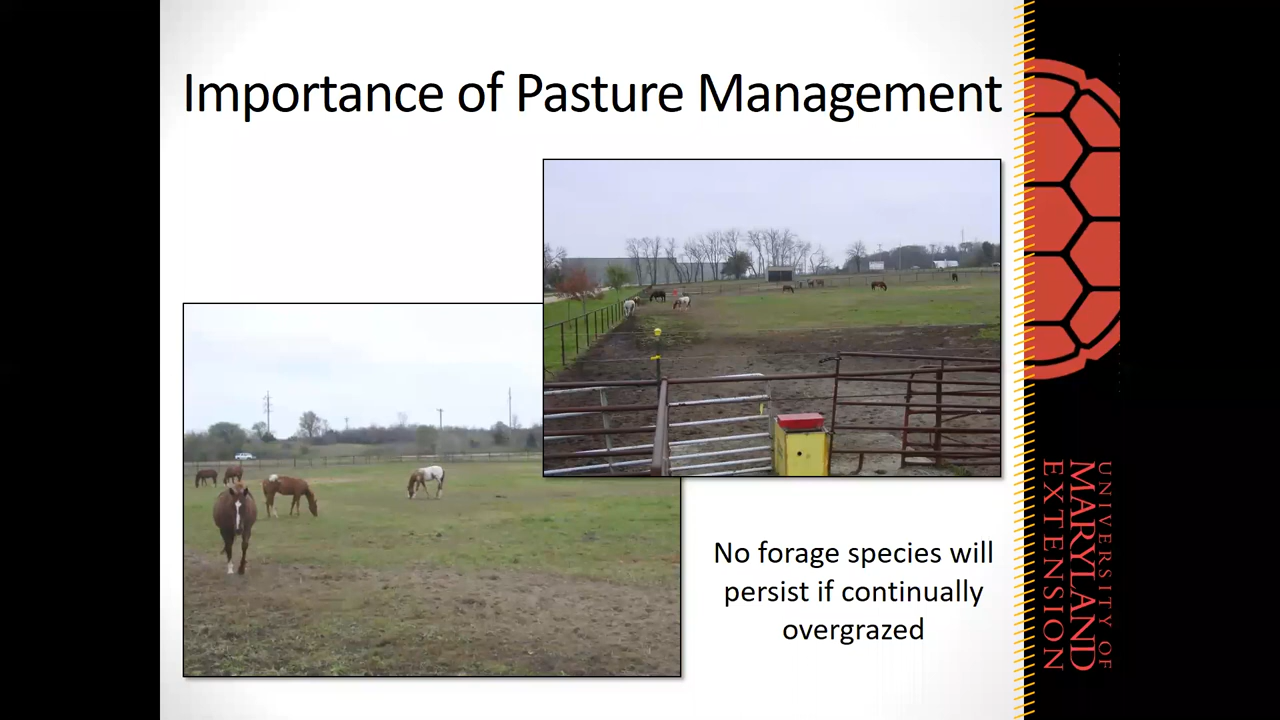 Importance of Pasture Management
No forage species will
persist if continually
overgrazed
UNIVERSITY OF
MARYLAND
EXTENSION